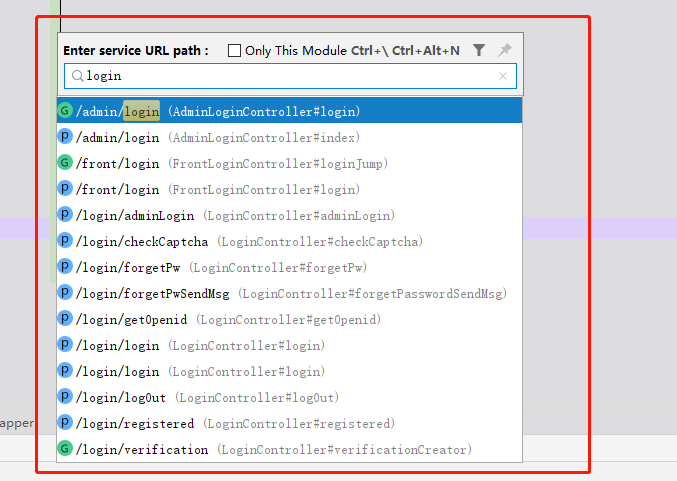 Enter service URL path : Only This Module Ctrl+\ Ctrl+Alt+N
login
G /admin/login (AdminLoginController#login)
P /admin/login (AdminLoginController#index)
G /front/login (FrontLoginController#loginJump)
P /front/login (FrontLoginController#login)
P /login/adminLogin (LoginController#adminLogin)
P /login/checkCaptcha (LoginController#checkCaptcha)
P /login/forgetPw (LoginController#forgetPw)
P /login/forgetPwSendMsg (LoginController#forgetPasswordSendMsg)
P /login/getOpenid (LoginController#getOpenid)
P /login/login (LoginController#login)
P /login/login (LoginController#login)
P /login/logOut (LoginController#logOut)
P /login/registered (LoginController#registered)
G /login/verification (LoginController#verificationCreator)
apper